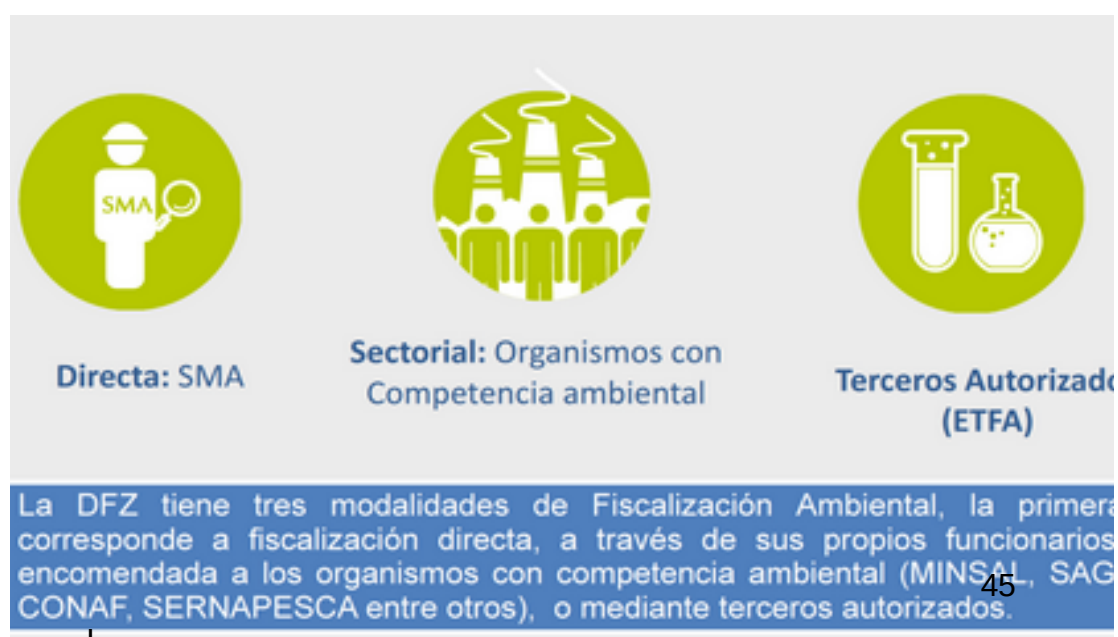 SMA
Directa: SMA
Sectorial: Organismos con
Competencia ambiental
Terceros Autorizado
(ETFA)
La DFZ tiene tres modalidades de Fiscalización Ambiental, la primera
corresponde a fiscalización directa, a través de sus propios funcionarios
encomendada a los organismos con competencia ambiental (MINSAL, SAG
CONAF, SERNAPESCA entre otros), o mediante terceros autorizados.
45